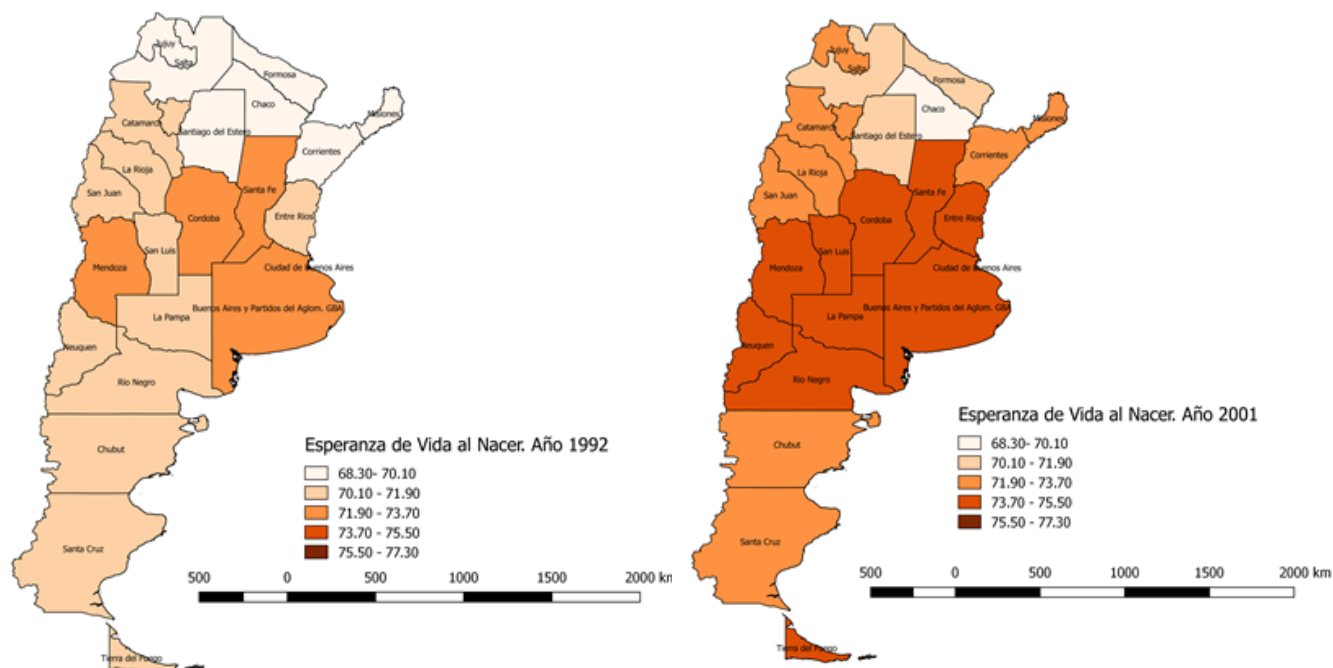 Jujuy
Salta
Formosa
Chaco
Misiones
Catamarca
Santiago del Estero
Corrientes
La Rioja
San Juan
Santa Fe
Cordoba
Entre Rios
San Luis
Mendoza
Ciudad de Buenos Aires
Buenos Aires y Partidos del Aglom. GBA
La Pampa
Neuquen
Rio Negro
Chubut
Santa Cruz
Tierra del Fuego
Esperanza de Vida al Nacer. Año 1992
68.30- 70.10
70.10 - 71.90
71.90 - 73.70
73.70 - 75.50
75.50 - 77.30
500 0 500 1000 1500 2000 km
Jujuy
Salta
Formosa
Chaco
Misiones
Catamarca
Santiago del Estero
Corrientes
La Rioja
San Juan
Santa Fe
Cordoba
Entre Rios
San Luis
Mendoza
Ciudad de Buenos Aires
Buenos Aires y Partidos del Aglom. GBA
La Pampa
Neuquen
Rio Negro
Chubut
Santa Cruz
Tierra del Fuego
Esperanza de Vida al Nacer. Año 2001
68.30- 70.10
70.10 - 71.90
71.90 - 73.70
73.70 - 75.50
75.50 - 77.30
500 0 500 1000 1500 2000 km